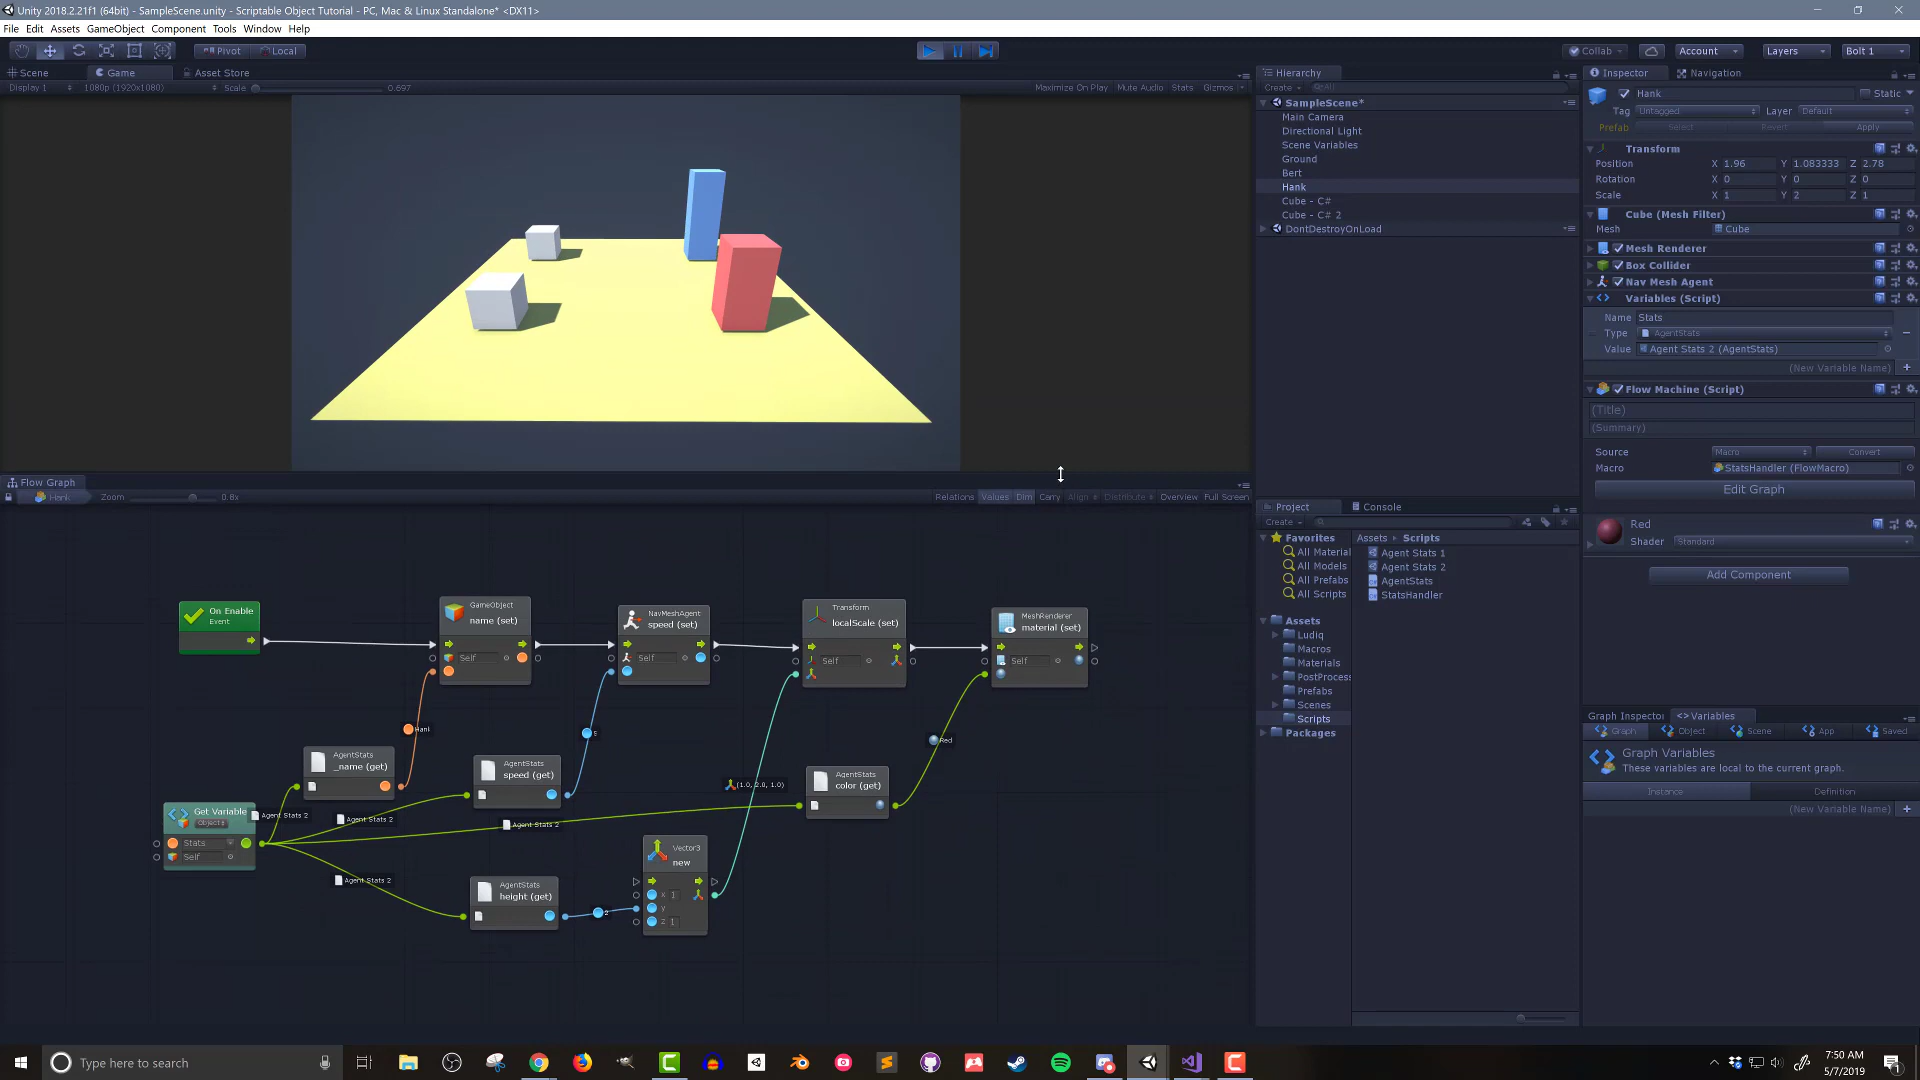 Unity 2018.2.21f1 (64bit) - SampleScene.unity - Scriptable Object Tutorial - PC, Mac & Linux Standalone* <DX11>
File Edit Assets GameObject Component Tools Window Help
Pivot Local Collab Account Layers Bolt 1
Scene Game Asset Store
Display 1 1080p (1920x1080) Scale 0.697 Maximize On Play Mute Audio Stats Gizmos
Hierarchy
Create All
SampleScene*
Main Camera
Directional Light
Scene Variables
Ground
Bert
Hank
Cube - C#
Cube - C# 2
DontDestroyOnLoad
Inspector Navigation
Hank Static
Tag Untagged Layer Default
Prefab Select Revert Apply
Transform
Position X 1.96 Y 1.083333 Z 2.78
Rotation X 0 Y 0 Z 0
Scale X 1 Y 2 Z 1
Cube (Mesh Filter)
Mesh Cube
Mesh Renderer
Box Collider
Nav Mesh Agent
Variables (Script)
Name Stats
Type AgentStats
Value Agent Stats 2 (AgentStats)
(New Variable Name)
Flow Machine (Script)
(Title)
(Summary)
Source Macro Convert
Macro StatsHandler (FlowMacro)
Edit Graph
Red
Shader Standard
Add Component
Flow Graph
Hank Zoom 0.8x Relations Values Dim Carry Align Distribute Overview Full Screen
On Enable
Event
GameObject
name (set)
Self
NavMeshAgent
speed (set)
Self
Transform
localScale (set)
Self
MeshRenderer
material (set)
Self
Hank
5
Red
AgentStats
_name (get)
AgentStats
speed (get)
(1.0, 2.0, 1.0)
AgentStats
color (get)
Get Variable
Object
Stats
Self
Agent Stats 2
Agent Stats 2
Agent Stats 2
Agent Stats 2
AgentStats
height (get)
2
Vector3
new
x 1
y
z 1
Project Console
Create
Favorites
All Material
All Models
All Prefabs
All Scripts
Assets
Ludiq
Macros
Materials
PostProcess
Prefabs
Scenes
Scripts
Packages
Assets Scripts
Agent Stats 1
Agent Stats 2
AgentStats
StatsHandler
Graph Inspector <> Variables
Graph Object Scene App Saved
Graph Variables
These variables are local to the current graph.
Instance Definition
(New Variable Name)
Type here to search
7:50 AM
5/7/2019